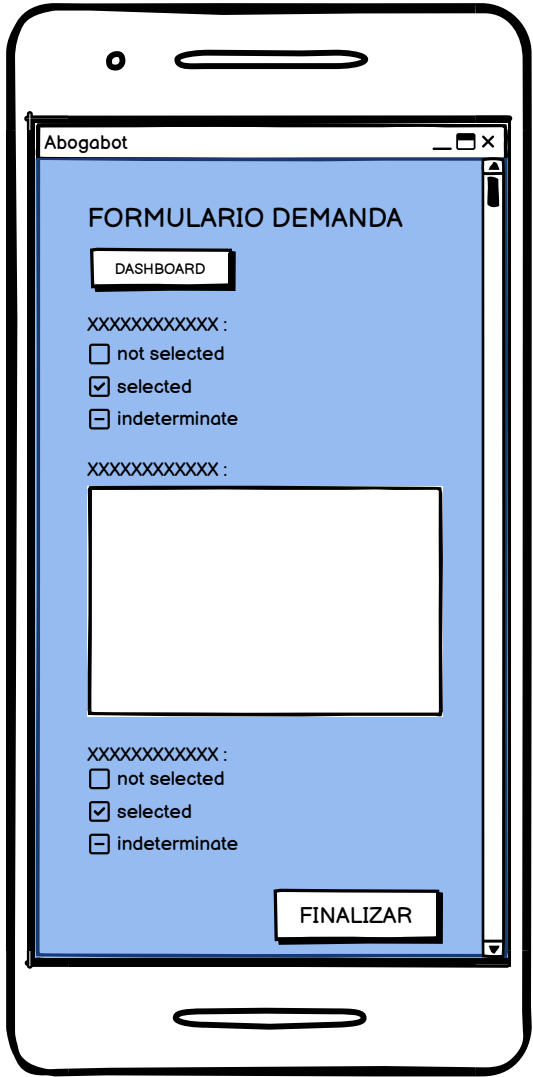 Abogabot
FORMULARIO DEMANDA
DASHBOARD
XXXXXXXXXXXX :
not selected
selected
indeterminate
XXXXXXXXXXXX :
XXXXXXXXXXXX :
not selected
selected
indeterminate
FINALIZAR